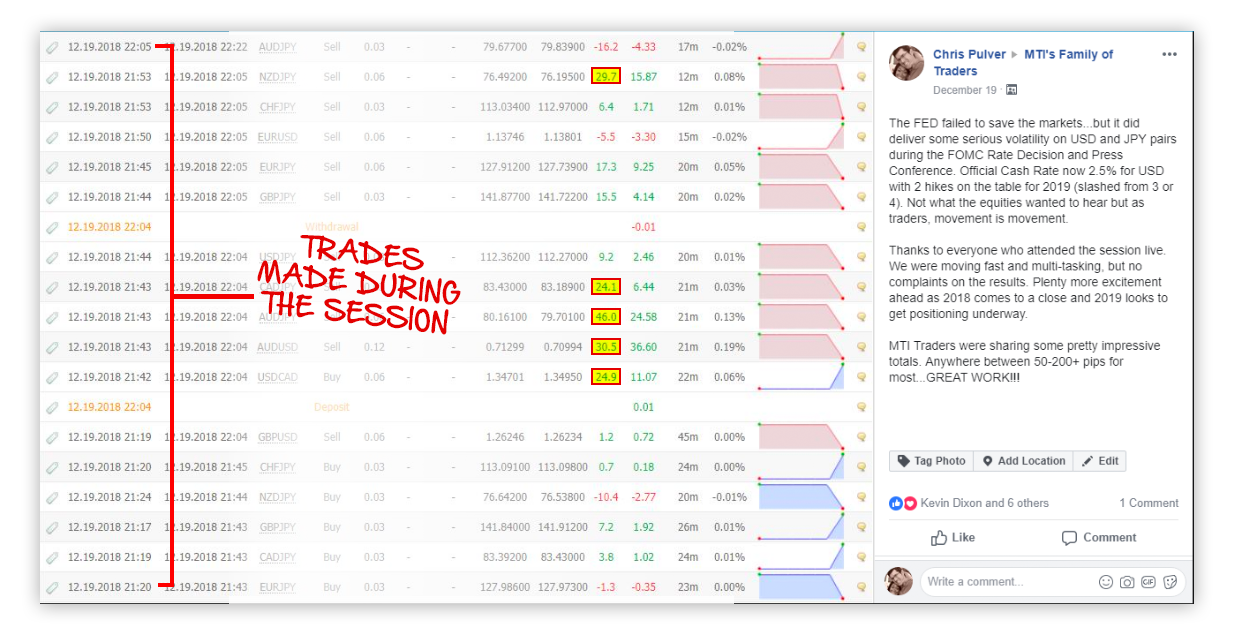 12.19.2018 22:05 12.19.2018 22:22 AUDJPY Sell 0.03 - - 79.67700 79.83900 -16.2 -4.33 17m -0.02%
12.19.2018 21:53 12.19.2018 22:05 NZDJPY Sell 0.06 - - 76.49200 76.19500 29.7 15.87 12m 0.08%
12.19.2018 21:53 12.19.2018 22:05 CHFJPY Sell 0.03 - - 113.03400 112.97000 6.4 1.71 12m 0.01%
12.19.2018 21:50 12.19.2018 22:05 EURUSD Sell 0.06 - - 1.13746 1.13801 -5.5 -3.30 15m -0.02%
12.19.2018 21:45 12.19.2018 22:05 EURJPY Sell 0.06 - - 127.91200 127.73900 17.3 9.25 20m 0.05%
12.19.2018 21:44 12.19.2018 22:05 GBPJPY Sell 0.03 - - 141.87700 141.72200 15.5 4.14 20m 0.02%
12.19.2018 22:04 Withdrawal -0.01
12.19.2018 21:44 12.19.2018 22:04 USDJPY - 112.36200 112.27000 9.2 2.46 20m 0.01%
12.19.2018 21:43 12.19.2018 22:04 CADJPY 83.43000 83.18900 24.1 6.44 21m 0.03%
12.19.2018 21:43 12.19.2018 22:04 AUDJPY - 80.16100 79.70100 46.0 24.58 21m 0.13%
12.19.2018 21:43 12.19.2018 22:04 AUDUSD Sell 0.12 - - 0.71299 0.70994 30.5 36.60 21m 0.19%
12.19.2018 21:42 12.19.2018 22:04 USDCAD Buy 0.06 - - 1.34701 1.34950 24.9 11.07 22m 0.06%
12.19.2018 22:04 Deposit 0.01
12.19.2018 21:19 12.19.2018 22:04 GBPUSD Sell 0.06 - - 1.26246 1.26234 1.2 0.72 45m 0.00%
12.19.2018 21:20 12.19.2018 21:45 CHFJPY Buy 0.03 - - 113.09100 113.09800 0.7 0.18 24m 0.00%
12.19.2018 21:24 12.19.2018 21:44 NZDJPY Buy 0.03 - - 76.64200 76.53800 -10.4 -2.77 20m -0.01%
12.19.2018 21:17 12.19.2018 21:43 GBPJPY Buy 0.03 - - 141.84000 141.91200 7.2 1.92 26m 0.01%
12.19.2018 21:19 12.19.2018 21:43 CADJPY Buy 0.03 - - 83.39200 83.43000 3.8 1.02 24m 0.01%
12.19.2018 21:20 12.19.2018 21:43 EURJPY Buy 0.03 - - 127.98600 127.97300 -1.3 -0.35 23m 0.00%
TRADES
MADE DURING
THE SESSION
Chris Pulver ▸ MTI's Family of
Traders
December 19 ·
The FED failed to save the markets...but it did
deliver some serious volatility on USD and JPY pairs
during the FOMC Rate Decision and Press
Conference. Official Cash Rate now 2.5% for USD
with 2 hikes on the table for 2019 (slashed from 3 or
4). Not what the equities wanted to hear but as
traders, movement is movement.
Thanks to everyone who attended the session live.
We were moving fast and multi-tasking, but no
complaints on the results. Plenty more excitement
ahead as 2018 comes to a close and 2019 looks to
get positioning underway.
MTI Traders were sharing some pretty impressive
totals. Anywhere between 50-200+ pips for
most...GREAT WORK!!!
Tag Photo Add Location Edit
Kevin Dixon and 6 others 1 Comment
Like Comment
Write a comment... GIF